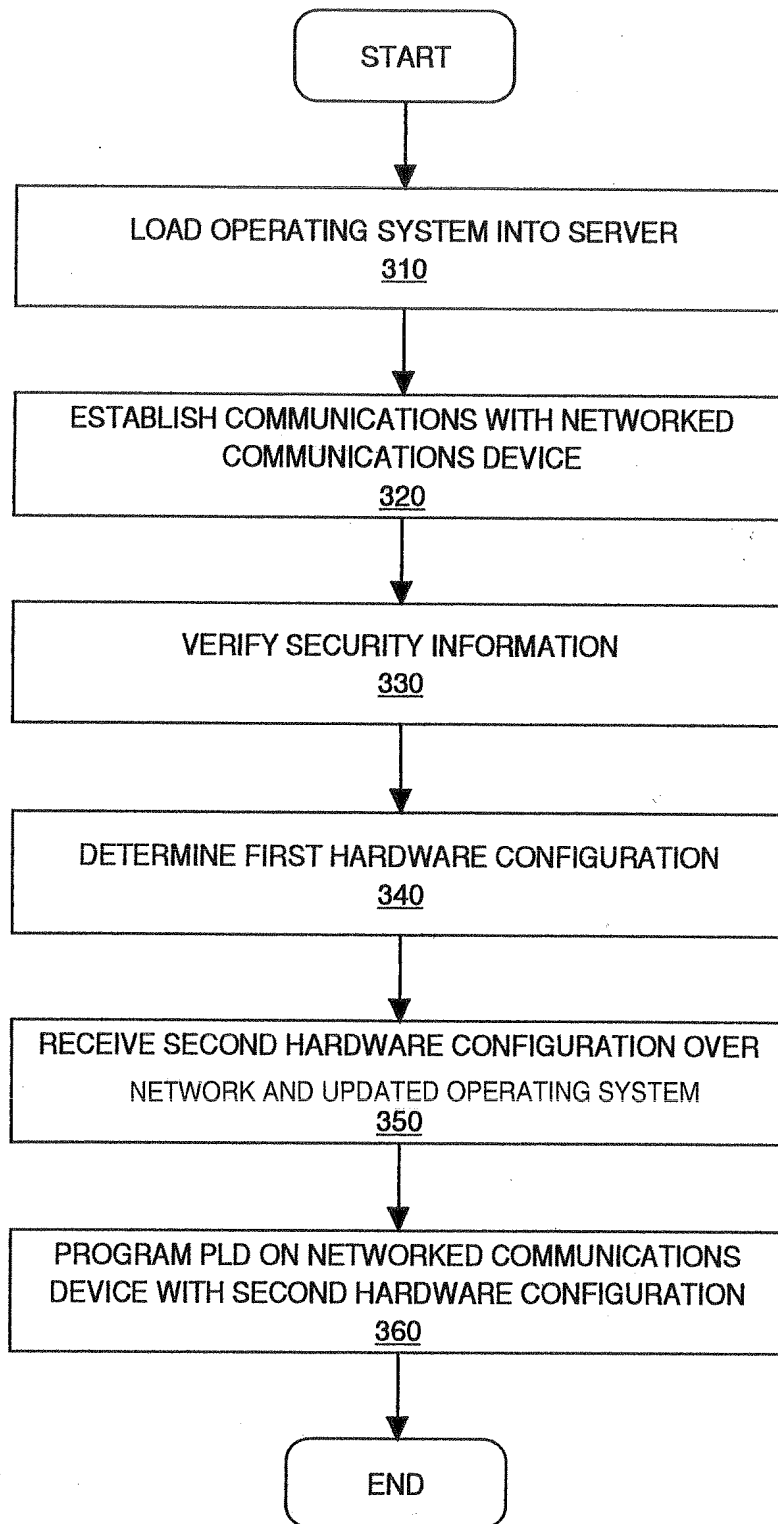 START
LOAD OPERATING SYSTEM INTO SERVER
310
ESTABLISH COMMUNICATIONS WITH NETWORKED
COMMUNICATIONS DEVICE
320
VERIFY SECURITY INFORMATION
330
DETERMINE FIRST HARDWARE CONFIGURATION
340
RECEIVE SECOND HARDWARE CONFIGURATION OVER
NETWORK AND UPDATED OPERATING SYSTEM
350
PROGRAM PLD ON NETWORKED COMMUNICATIONS
DEVICE WITH SECOND HARDWARE CONFIGURATION
360
END